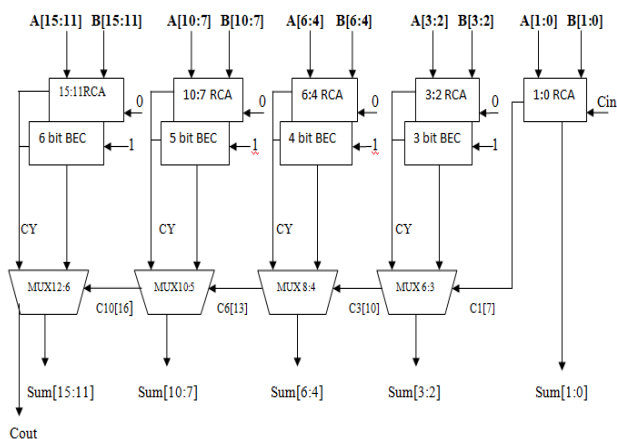 A[15:11] B[15:11] A[10:7] B[10:7] A[6:4] B[6:4] A[3:2] B[3:2] A[1:0] B[1:0]
15:11RCA 10:7 RCA 6:4 RCA 3:2 RCA 1:0 RCA
0 0 0 0 Cin
6 bit BEC 5 bit BEC 4 bit BEC 3 bit BEC
1 1 1 1
CY CY CY CY
MUX12:6 MUX10:5 MUX 8:4 MUX 6:3
C10[16] C6[13] C3[10] C1[7]
Sum[15:11] Sum[10:7] Sum[6:4] Sum[3:2] Sum[1:0]
Cout